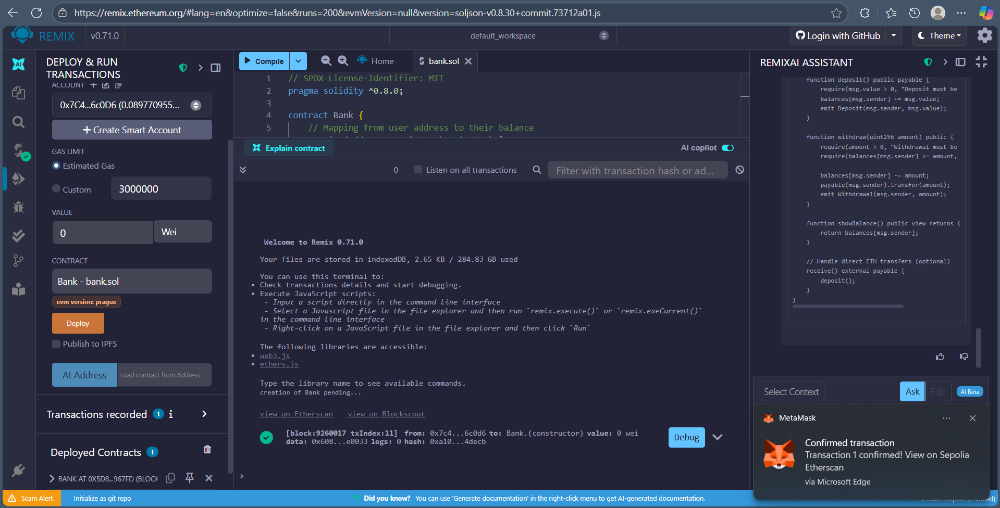 https://remix.ethereum.org/#lang=en&optimize=false&runs=200&evmVersion=null&version=soljson-v0.8.30+commit.73712a01.js
REMIX
v0.71.0
default_workspace
Login with GitHub
Theme
AI
DEPLOY & RUN
TRANSACTIONS
ACCOUNT
0x7C4...6c0D6 (0.089770955...
Create Smart Account
GAS LIMIT
Estimated Gas
Custom
3000000
VALUE
0
Wei
CONTRACT
Bank - bank.sol
evm version: prague
Deploy
Publish to IPFS
At Address
Load contract from Address
Transactions recorded 1 i
Deployed Contracts 1
BANK AT 0X5D8...967FD (BLOCK
Compile
Home
bank.sol
1 // SPDX-License-Identifier: MIT
2 pragma solidity ^0.8.0;
3
4 contract Bank {
5 // Mapping from user address to their balance
Explain contract
AI copilot
0
Listen on all transactions
Filter with transaction hash or ad...
Welcome to Remix 0.71.0
Your files are stored in indexedDB, 2.65 KB / 284.83 GB used
You can use this terminal to:
• Check transactions details and start debugging.
• Execute JavaScript scripts:
- Input a script directly in the command line interface
- Select a Javascript file in the file explorer and then run `remix.execute()` or `remix.exeCurrent()`
in the command line interface
- Right-click on a JavaScript file in the file explorer and then click `Run`
The following libraries are accessible:
• web3.js
• ethers.js
Type the library name to see available commands.
creation of Bank pending...
view on Etherscan view on Blockscout
[block:9260017 txIndex:11] from: 0x7c4...6c0d6 to: Bank.(constructor) value: 0 wei
data: 0x608...e0033 logs: 0 hash: 0xa10...4decb
Debug
>
REMIXAI ASSISTANT
function deposit() public payable {
require(msg.value > 0, "Deposit must be
balances[msg.sender] += msg.value;
emit Deposit(msg.sender, msg.value);
}
function withdraw(uint256 amount) public {
require(amount > 0, "Withdrawal must be
require(balances[msg.sender] >= amount,
balances[msg.sender] -= amount;
payable(msg.sender).transfer(amount);
emit Withdrawal(msg.sender, amount);
}
function showBalance() public view returns (
return balances[msg.sender];
}
// Handle direct ETH transfers (optional)
receive() external payable {
deposit();
}
}
Select Context
Ask
Edit
AI Beta
MetaMask
Confirmed transaction
Transaction 1 confirmed! View on Sepolia
Etherscan
via Microsoft Edge
Scam Alert
Initialize as git repo
Did you know? You can use 'Generate documentation' in the right-click menu to get AI-generated documentation.
RemixAI Copilot (enabled)